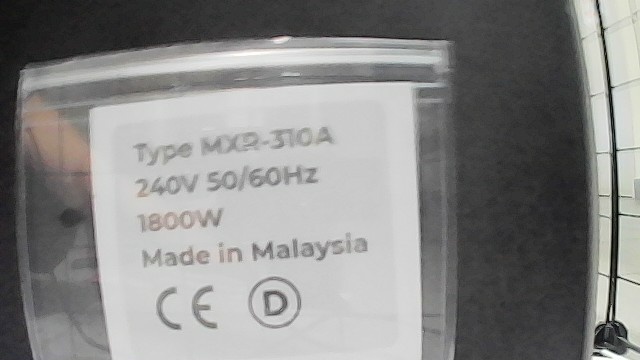 Type MXR-310A
240V 50/60Hz
1800W
Made in Malaysia
CE D